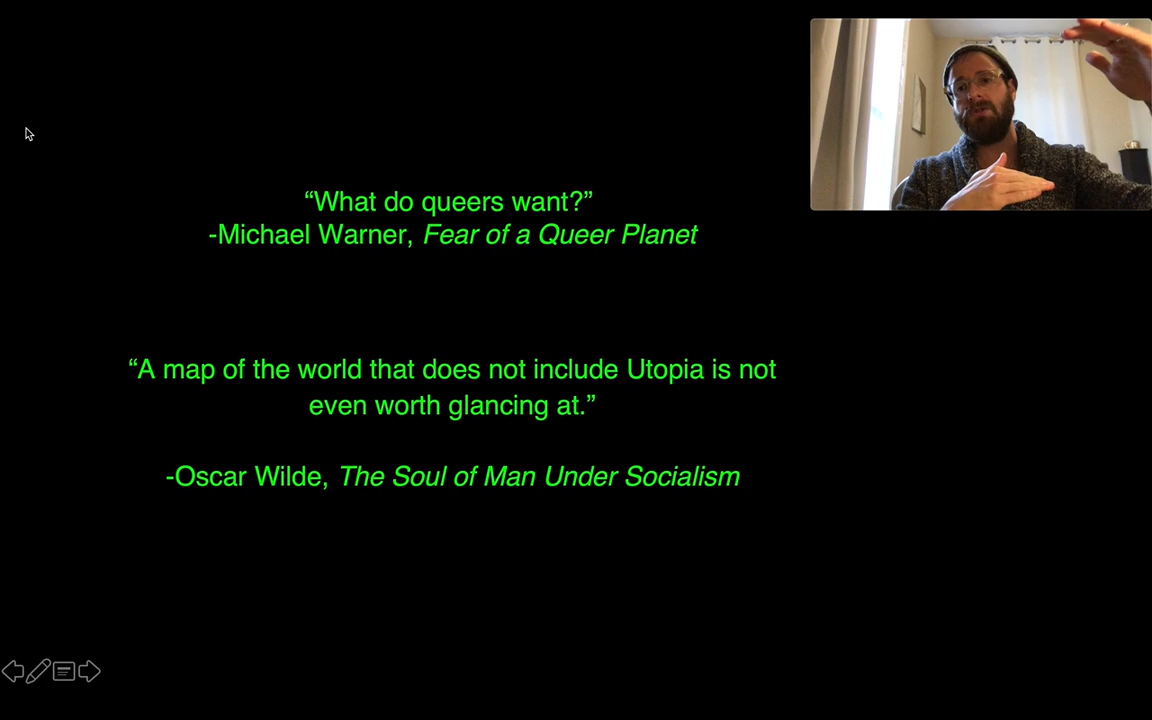 “What do queers want?”
-Michael Warner, Fear of a Queer Planet
“A map of the world that does not include Utopia is not
even worth glancing at.”
-Oscar Wilde, The Soul of Man Under Socialism